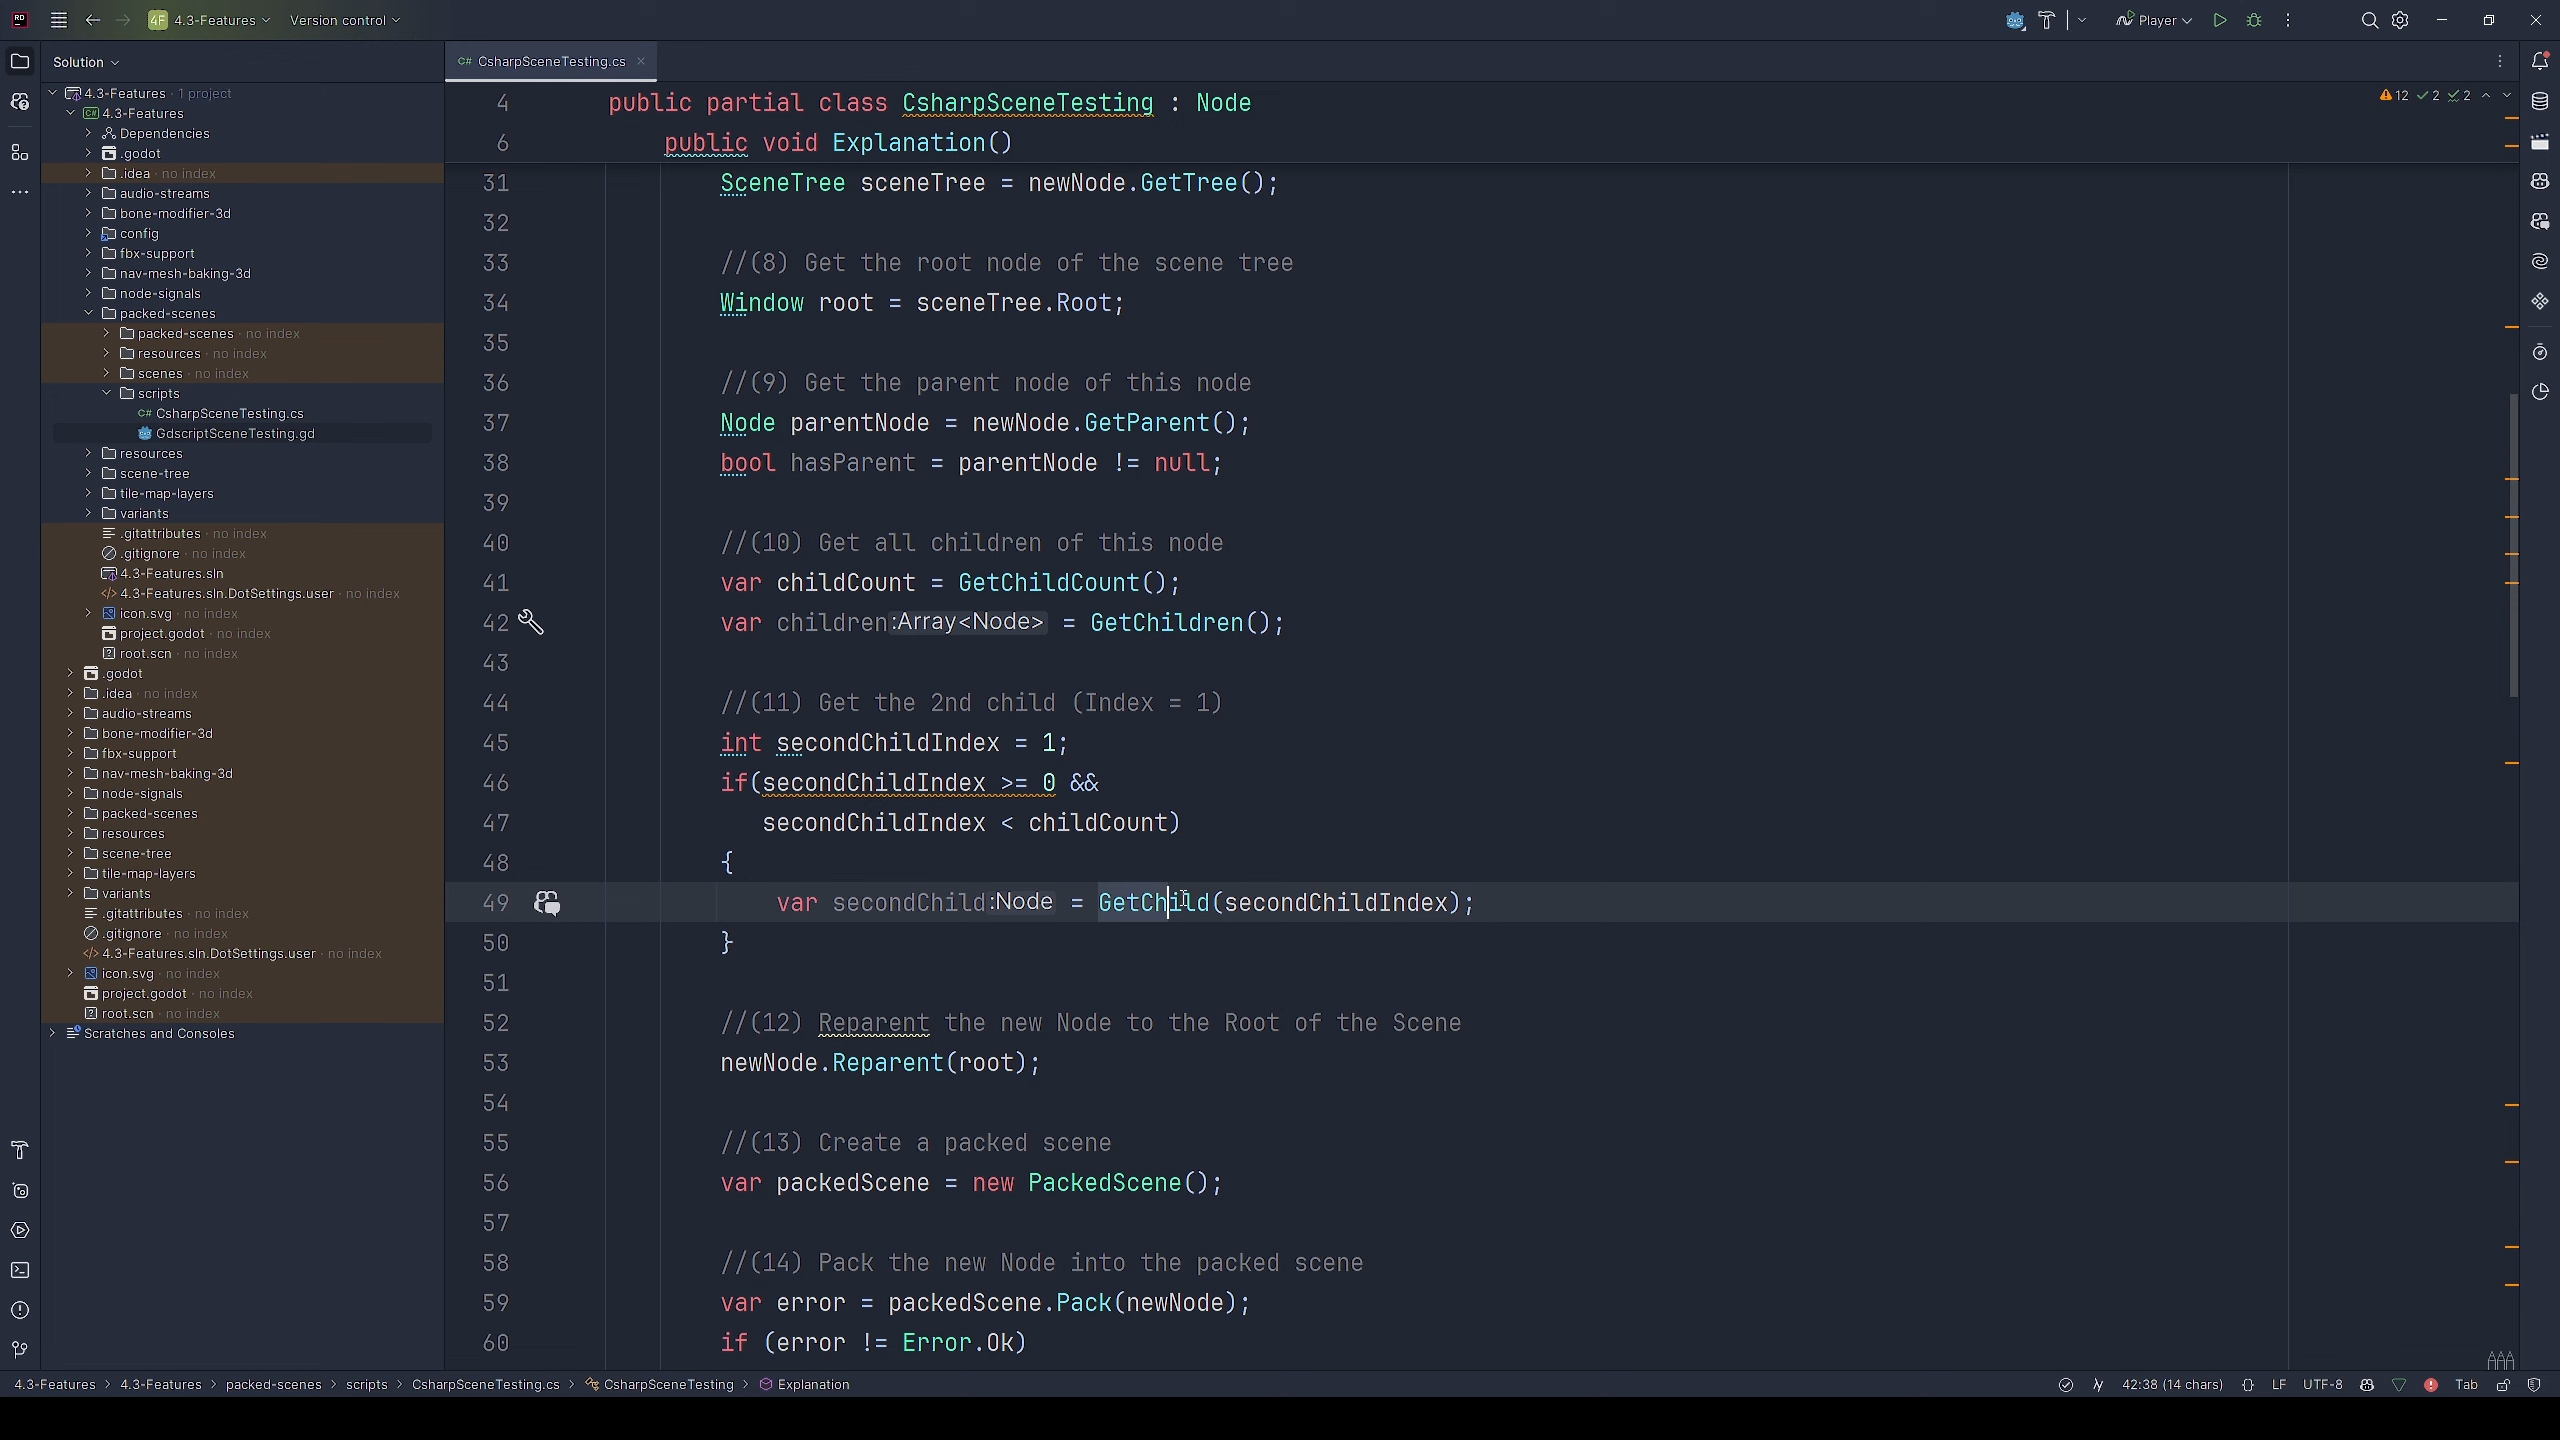 RD
4F 4.3-Features
Version control
Player
Solution
C# CsharpSceneTesting.cs
4.3-Features · 1 project
C# 4.3-Features
Dependencies
.godot
.idea · no index
audio-streams
bone-modifier-3d
config
fbx-support
nav-mesh-baking-3d
node-signals
packed-scenes
packed-scenes · no index
resources · no index
scenes · no index
scripts
C# CsharpSceneTesting.cs
GdscriptSceneTesting.gd
resources
scene-tree
tile-map-layers
variants
.gitattributes · no index
.gitignore · no index
4.3-Features.sln
</> 4.3-Features.sln.DotSettings.user · no index
icon.svg · no index
project.godot · no index
root.scn · no index
.godot
.idea · no index
audio-streams
bone-modifier-3d
fbx-support
nav-mesh-baking-3d
node-signals
packed-scenes
resources
scene-tree
tile-map-layers
variants
.gitattributes · no index
.gitignore · no index
</> 4.3-Features.sln.DotSettings.user · no index
icon.svg · no index
project.godot · no index
root.scn · no index
Scratches and Consoles
12 2 2
4 public partial class CsharpSceneTesting : Node
6 public void Explanation()
31 SceneTree sceneTree = newNode.GetTree();
32
33 //(8) Get the root node of the scene tree
34 Window root = sceneTree.Root;
35
36 //(9) Get the parent node of this node
37 Node parentNode = newNode.GetParent();
38 bool hasParent = parentNode != null;
39
40 //(10) Get all children of this node
41 var childCount = GetChildCount();
42 var children :Array<Node> = GetChildren();
43
44 //(11) Get the 2nd child (Index = 1)
45 int secondChildIndex = 1;
46 if(secondChildIndex >= 0 &&
47 secondChildIndex < childCount)
48 {
49 var secondChild :Node = GetChild(secondChildIndex);
50 }
51
52 //(12) Reparent the new Node to the Root of the Scene
53 newNode.Reparent(root);
54
55 //(13) Create a packed scene
56 var packedScene = new PackedScene();
57
58 //(14) Pack the new Node into the packed scene
59 var error = packedScene.Pack(newNode);
60 if (error != Error.Ok)
4.3-Features > 4.3-Features > packed-scenes > scripts > CsharpSceneTesting.cs > CsharpSceneTesting > Explanation
42:38 (14 chars) LF UTF-8 Tab